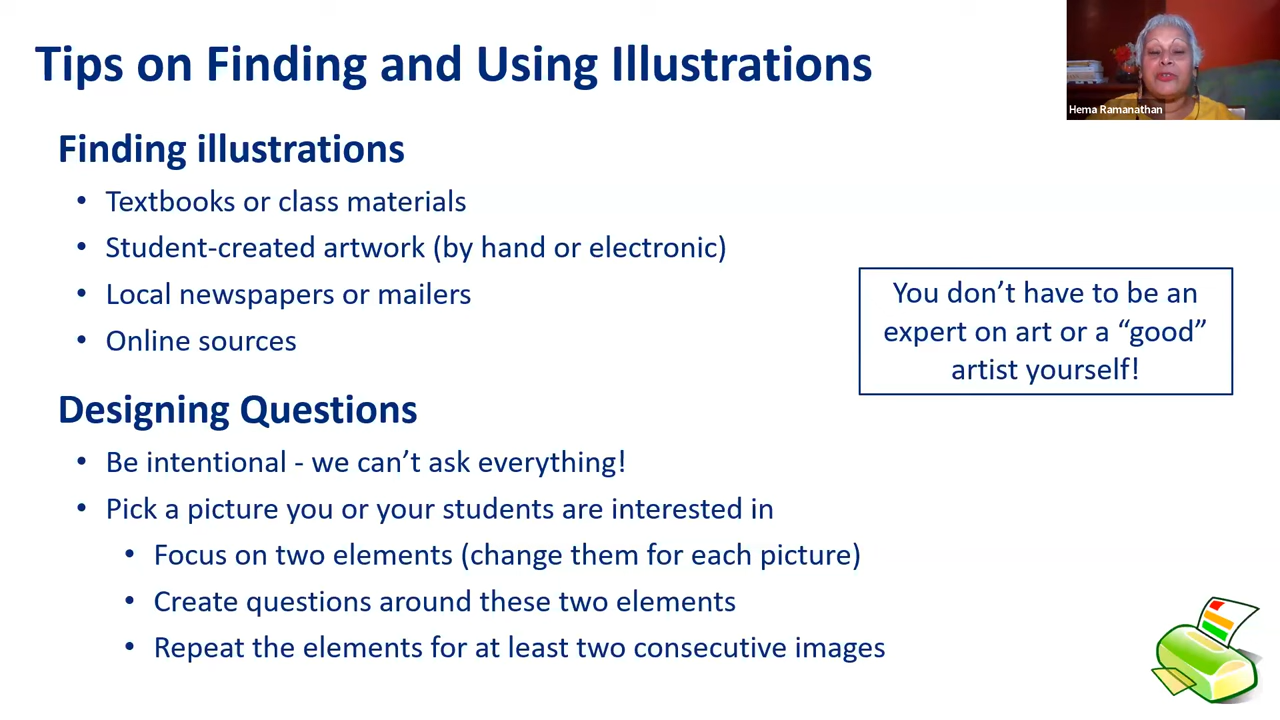 Tips on Finding and Using Illustrations
Hema Ramanathan
Finding illustrations
• Textbooks or class materials
• Student-created artwork (by hand or electronic)
• Local newspapers or mailers
• Online sources
You don’t have to be an
expert on art or a “good”
artist yourself!
Designing Questions
• Be intentional - we can’t ask everything!
• Pick a picture you or your students are interested in
• Focus on two elements (change them for each picture)
• Create questions around these two elements
• Repeat the elements for at least two consecutive images